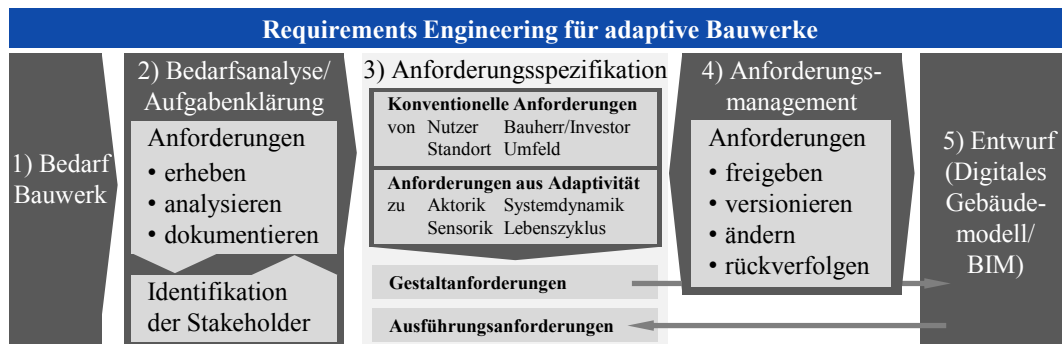 Requirements Engineering für adaptive Bauwerke
1) Bedarf
Bauwerk
2) Bedarfsanalyse/
Aufgabenklärung
Anforderungen
• erheben
• analysieren
• dokumentieren
Identifikation
der Stakeholder
3) Anforderungsspezifikation
Konventionelle Anforderungen
von Nutzer Bauherr/Investor
Standort Umfeld
Anforderungen aus Adaptivität
zu Aktorik Systemdynamik
Sensorik Lebenszyklus
Gestaltanforderungen
Ausführungsanforderungen
4) Anforderungs-
management
Anforderungen
• freigeben
• versionieren
• ändern
• rückverfolgen
5) Entwurf
(Digitales
Gebäude-
modell/
BIM)